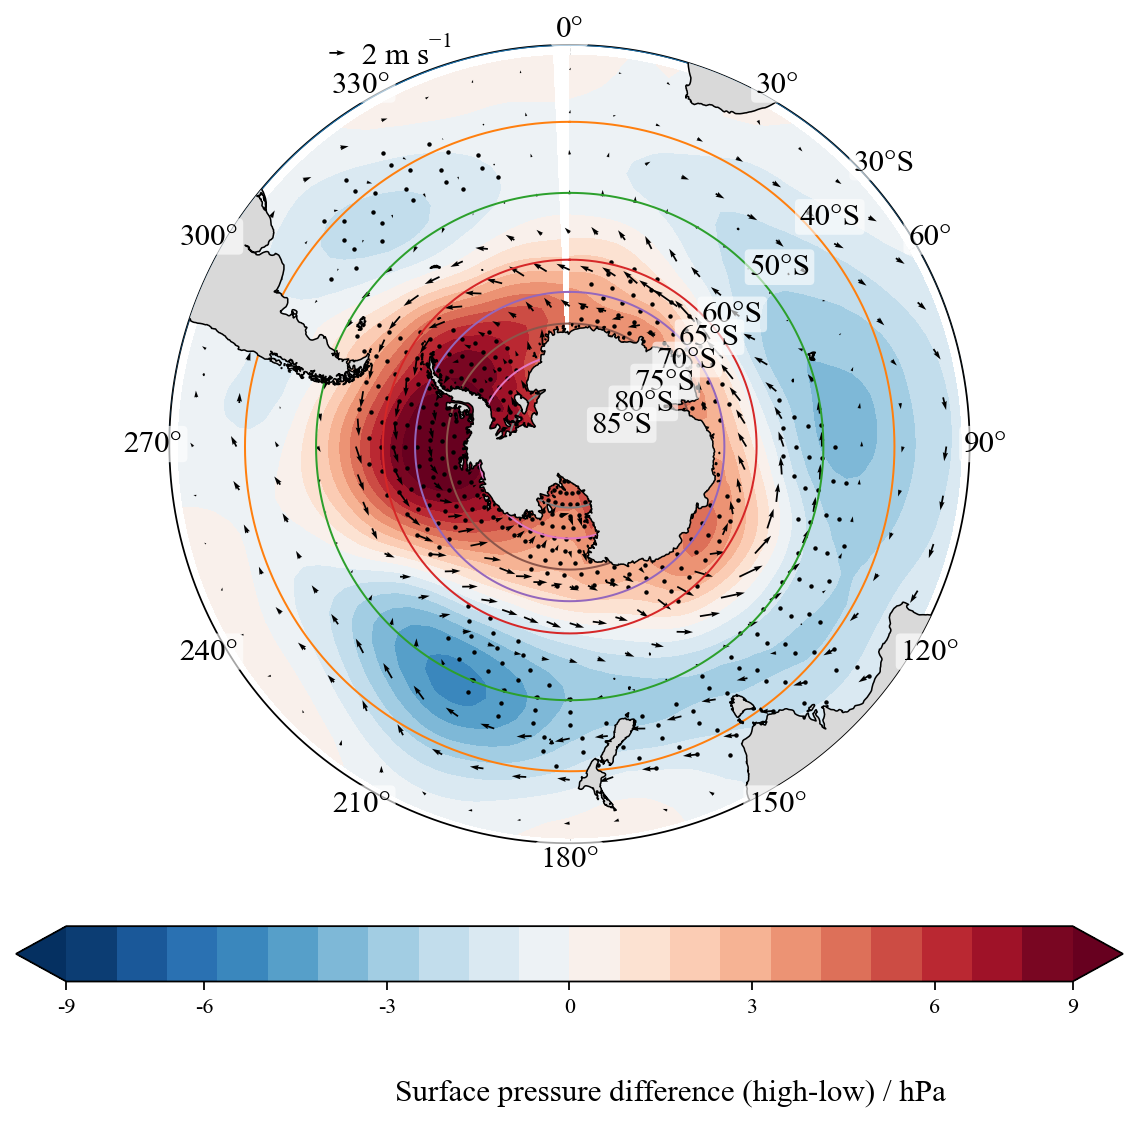 0°
2 m s⁻¹
330°
30°
30°S
40°S
300°
60°
50°S
60°S
65°S
70°S
75°S
80°S
85°S
270°
90°
240°
120°
210°
150°
180°
-9 -6 -3 0 3 6 9
Surface pressure difference (high-low) / hPa